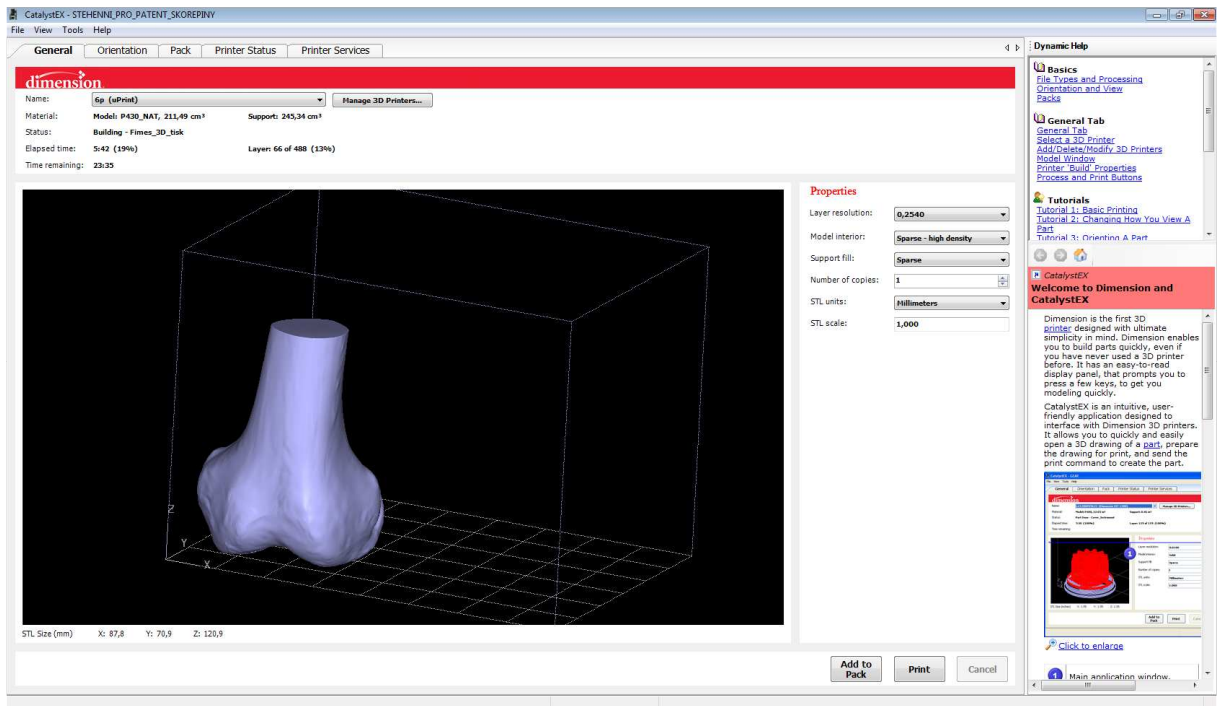 CatalystEX - STEHENNI_PRO_PATENT_SKOREPINY
File View Tools Help
General Orientation Pack Printer Status Printer Services
dimension
Name: 6p (uPrint) Manage 3D Printers...
Material: Model: P430_NAT, 211,49 cm³ Support: 245,34 cm³
Status: Building - Fimes_3D_tisk
Elapsed time: 5:42 (19%) Layer: 66 of 488 (13%)
Time remaining: 23:35
Properties
Layer resolution: 0,2540
Model interior: Sparse - high density
Support fill: Sparse
Number of copies: 1
STL units: Millimeters
STL scale: 1,000
Z
Y
X
STL Size (mm) X: 87,8 Y: 70,9 Z: 120,9
Add to Pack Print Cancel
Dynamic Help
Basics
File Types and Processing
Orientation and View
Packs
General Tab
General Tab
Select a 3D Printer
Add/Delete/Modify 3D Printers
Model Window
Printer 'Build' Properties
Process and Print Buttons
Tutorials
Tutorial 1: Basic Printing
Tutorial 2: Changing How You View A
Part
Tutorial 3: Orienting A Part
CatalystEX
Welcome to Dimension and
CatalystEX
Dimension is the first 3D
printer designed with ultimate
simplicity in mind. Dimension enables
you to build parts quickly, even if
you have never used a 3D printer
before. It has an easy-to-read
display panel, that prompts you to
press a few keys, to get you
modeling quickly.
CatalystEX is an intuitive, user-
friendly application designed to
interface with Dimension 3D printers.
It allows you to quickly and easily
open a 3D drawing of a part, prepare
the drawing for print, and send the
print command to create the part.
Click to enlarge
1 Main application window.